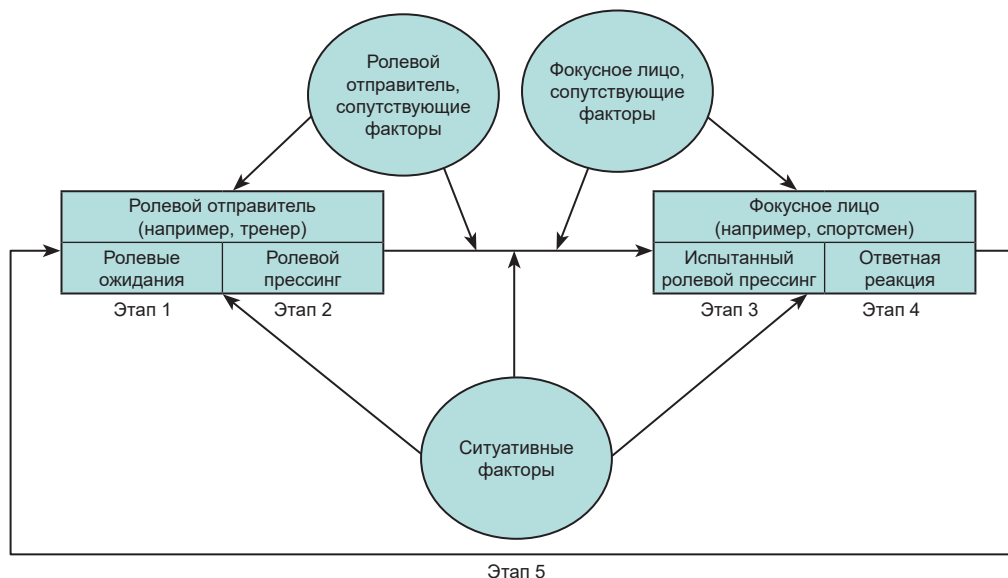 Ролевой
отправитель,
сопутствующие
факторы
Фокусное лицо,
сопутствующие
факторы
Ролевой отправитель
(например, тренер)
Ролевые
ожидания
Ролевой
прессинг
Этап 1
Этап 2
Фокусное лицо
(например, спортсмен)
Испытанный
ролевой прессинг
Ответная
реакция
Этап 3
Этап 4
Ситуативные
факторы
Этап 5